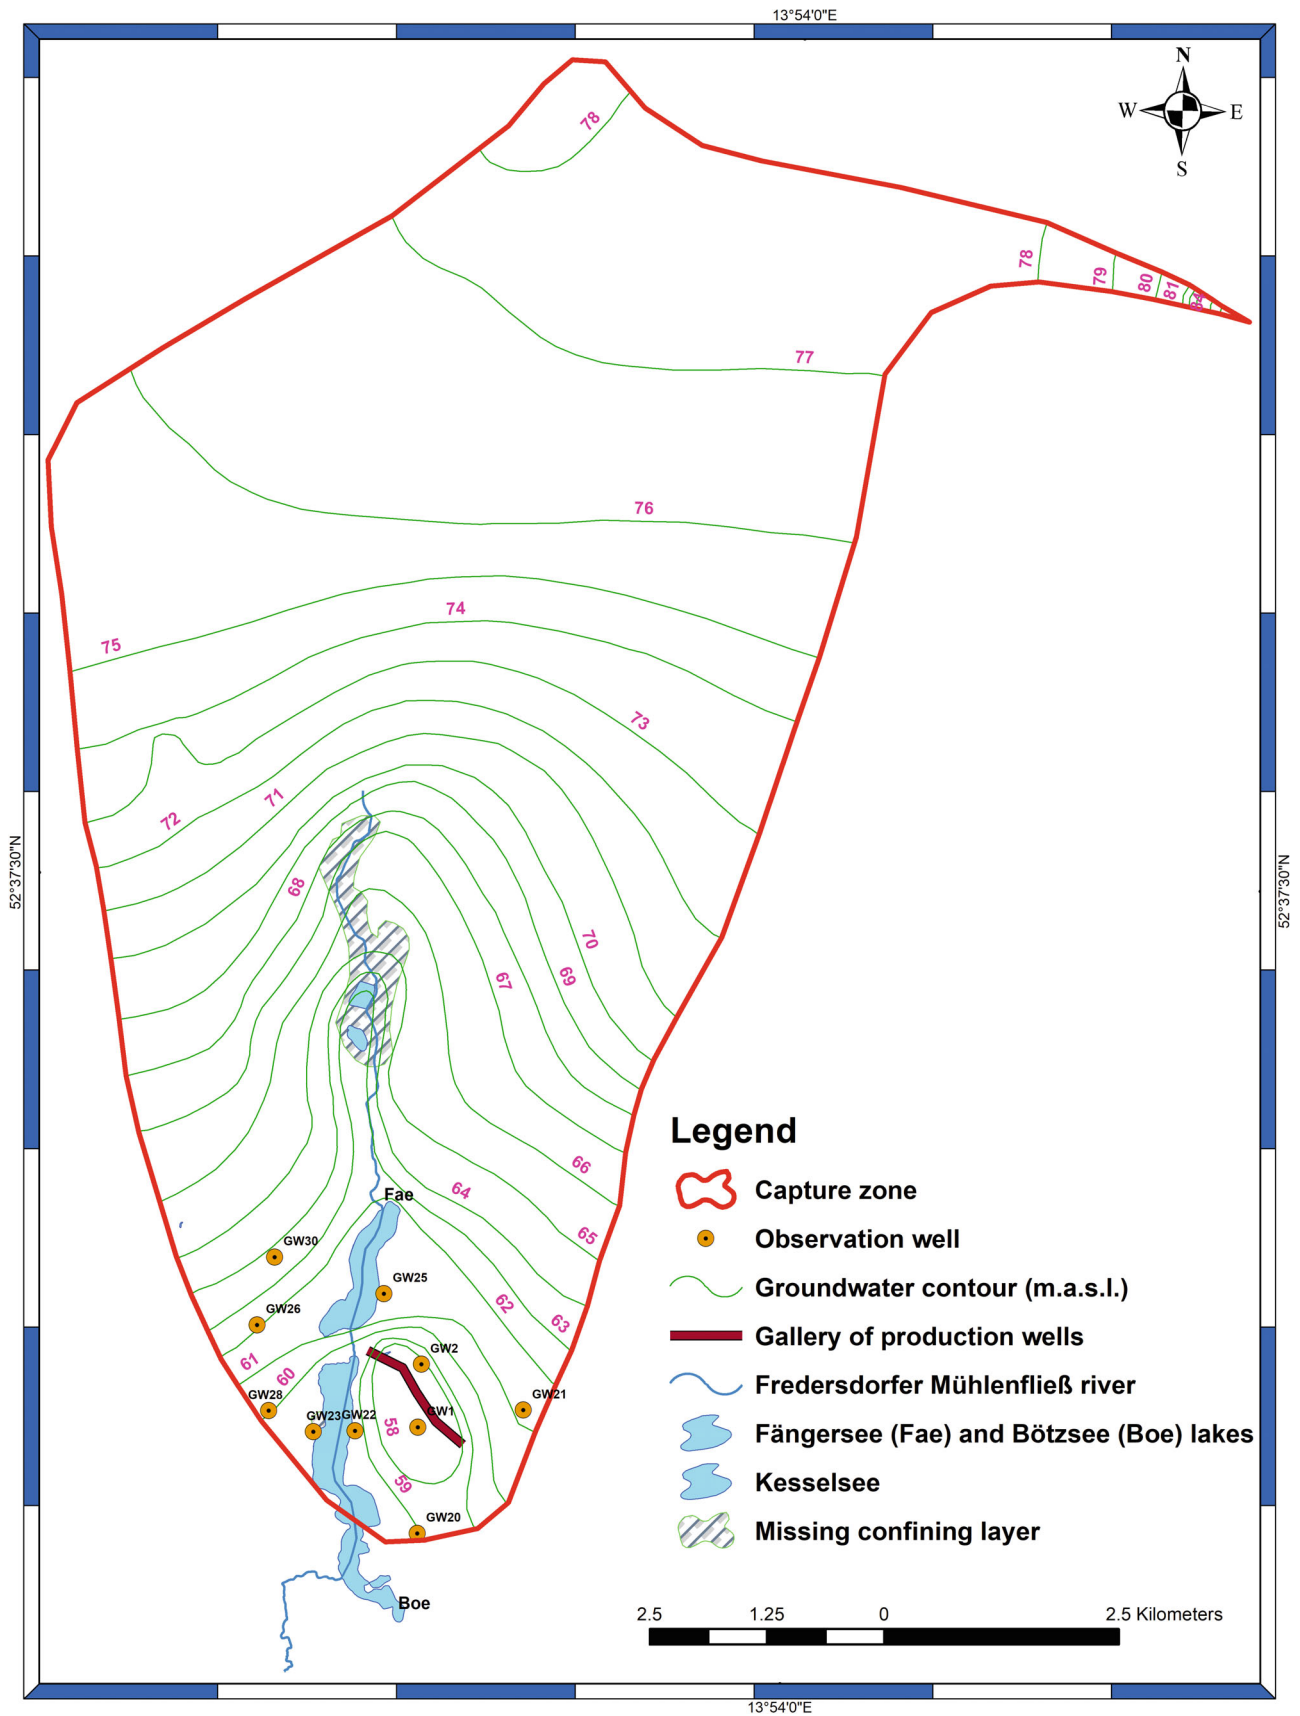 13°54'0"E
N
W
E
S
78
78
79
80
81
84
77
76
75
74
73
72
71
68
70
69
67
52°37'30"N
52°37'30"N
66
64
65
Fae
GW30
GW25
62
63
GW26
61
60
GW2
GW28
GW23
GW22
GW1
GW21
58
59
GW20
Boe
Legend
Capture zone
Observation well
Groundwater contour (m.a.s.l.)
Gallery of production wells
Fredersdorfer Mühlenfließ river
Fängersee (Fae) and Bötzsee (Boe) lakes
Kesselsee
Missing confining layer
2.5 1.25 0 2.5 Kilometers
13°54'0"E